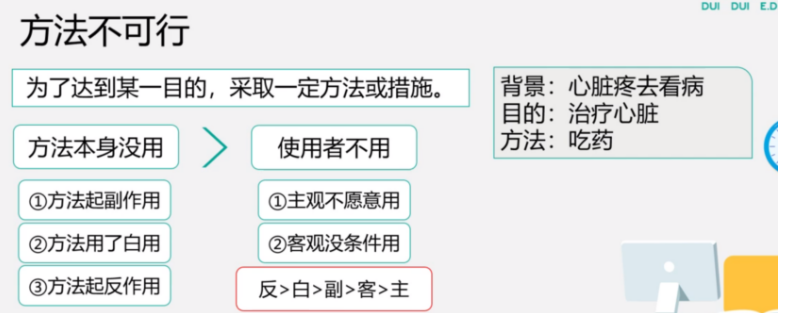 DUI DUI E.D
方法不可行
为了达到某一目的，采取一定方法或措施。
背景：心脏疼去看病
目的：治疗心脏
方法：吃药
方法本身没用 > 使用者不用
①方法起副作用
②方法用了白用
③方法起反作用
①主观不愿意用
②客观没条件用
反>白>副>客>主